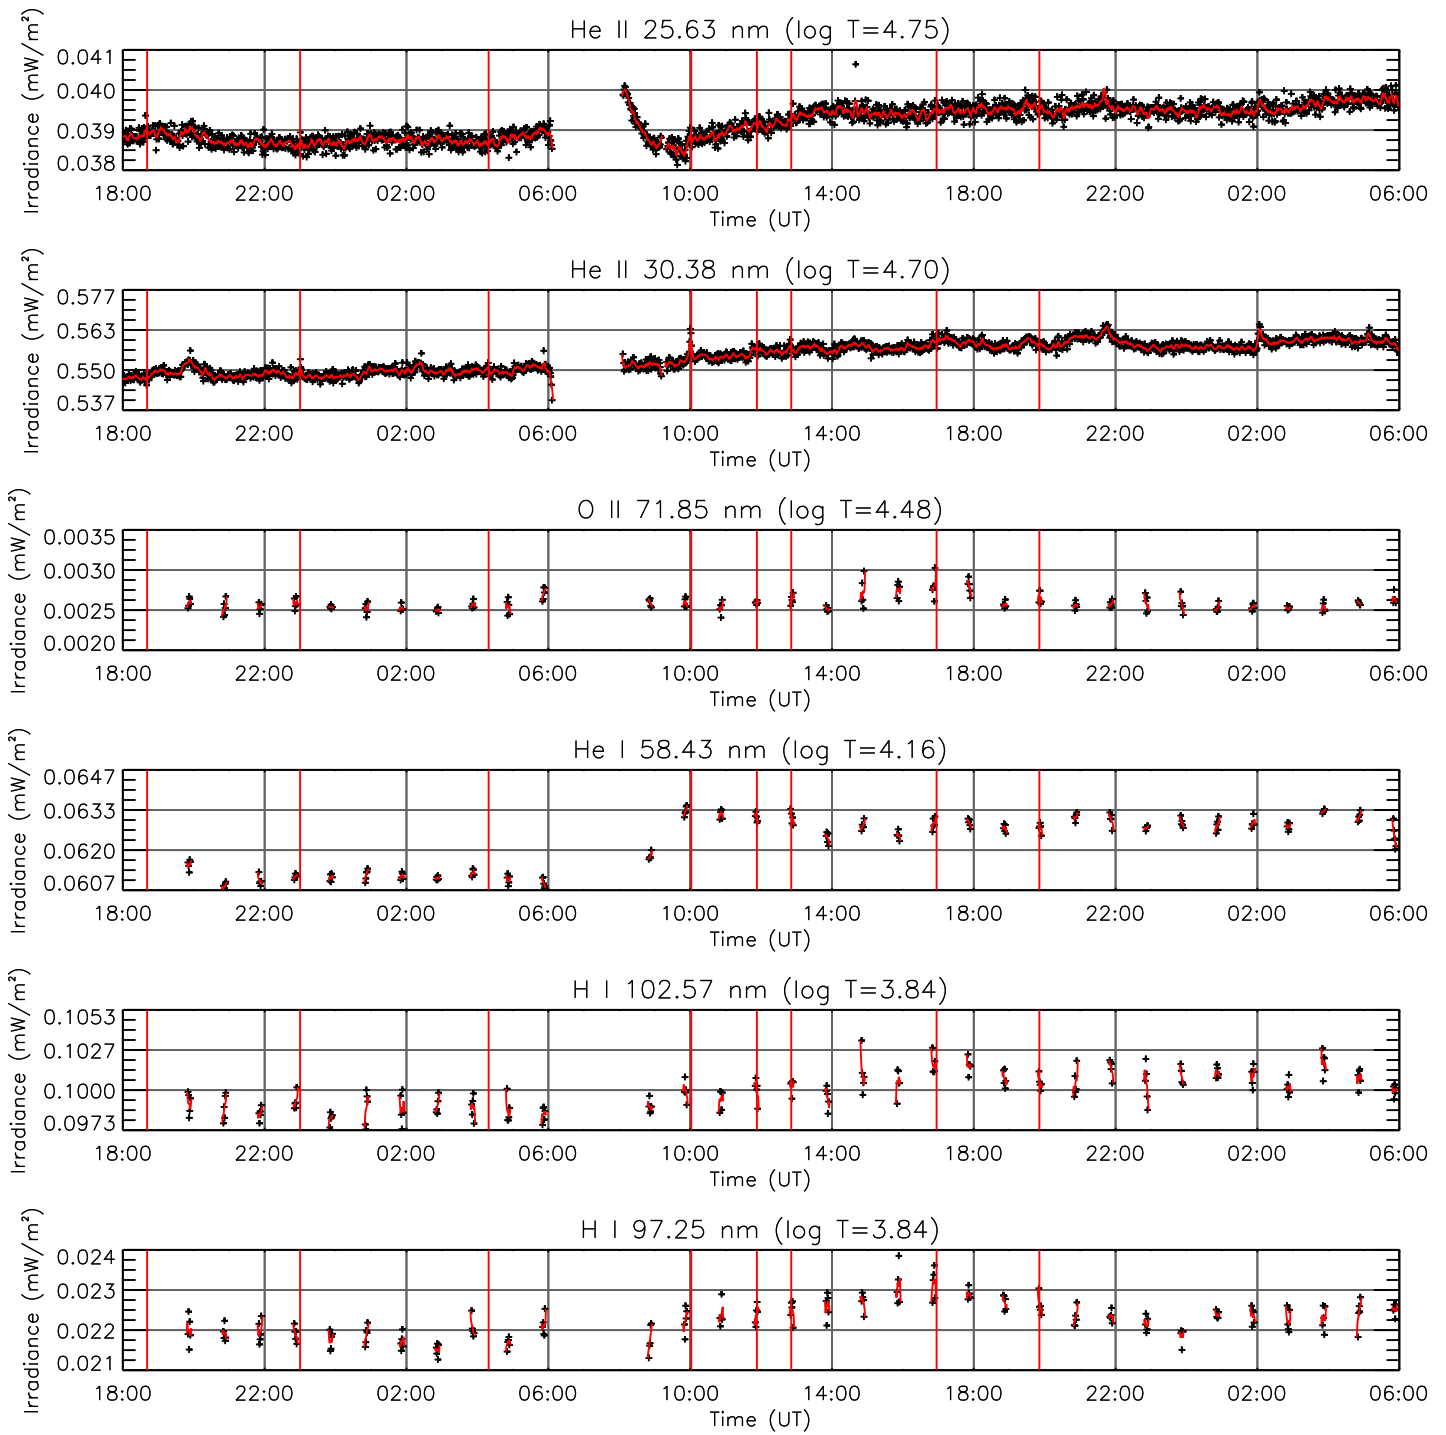 He II 25.63 nm (log T=4.75)
Irradiance (mW/m²)
0.041
0.040
0.039
0.038
18:00 22:00 02:00 06:00 10:00 14:00 18:00 22:00 02:00 06:00
Time (UT)
He II 30.38 nm (log T=4.70)
Irradiance (mW/m²)
0.577
0.563
0.550
0.537
18:00 22:00 02:00 06:00 10:00 14:00 18:00 22:00 02:00 06:00
Time (UT)
O II 71.85 nm (log T=4.48)
Irradiance (mW/m²)
0.0035
0.0030
0.0025
0.0020
18:00 22:00 02:00 06:00 10:00 14:00 18:00 22:00 02:00 06:00
Time (UT)
He I 58.43 nm (log T=4.16)
Irradiance (mW/m²)
0.0647
0.0633
0.0620
0.0607
18:00 22:00 02:00 06:00 10:00 14:00 18:00 22:00 02:00 06:00
Time (UT)
H I 102.57 nm (log T=3.84)
Irradiance (mW/m²)
0.1053
0.1027
0.1000
0.0973
18:00 22:00 02:00 06:00 10:00 14:00 18:00 22:00 02:00 06:00
Time (UT)
H I 97.25 nm (log T=3.84)
Irradiance (mW/m²)
0.024
0.023
0.022
0.021
18:00 22:00 02:00 06:00 10:00 14:00 18:00 22:00 02:00 06:00
Time (UT)